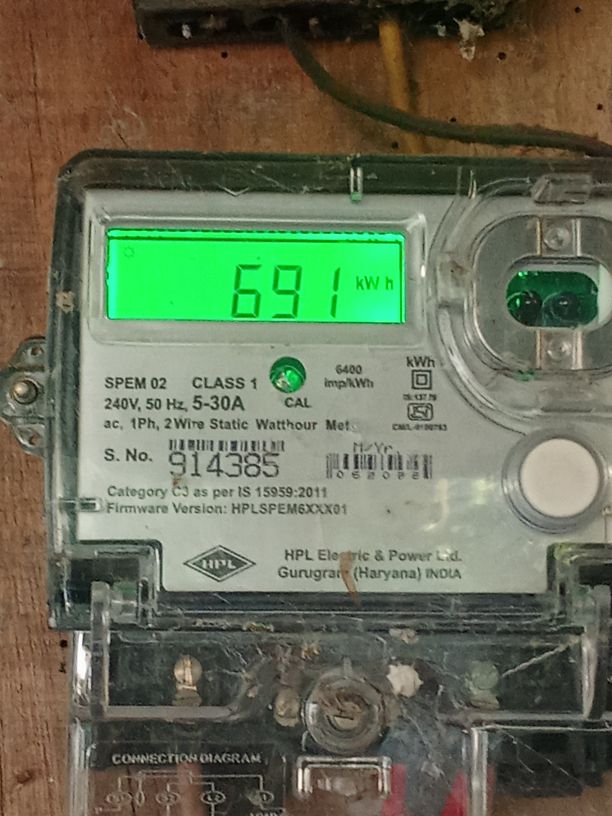 691 kWh
SPEM 02 CLASS 1
6400
imp/kWh
kWh
240V, 50 Hz, 5-30A
CAL
IS:13779
ac, 1Ph, 2Wire Static Watthour
S. No. 914385
M/Yr
Category C3 as per IS 15959:2011
Firmware Version: HPLSPEM6XXX01
HPL
HPL Electric & Power Ltd.
Gurugram (Haryana) INDIA
CONNECTION DIAGRAM